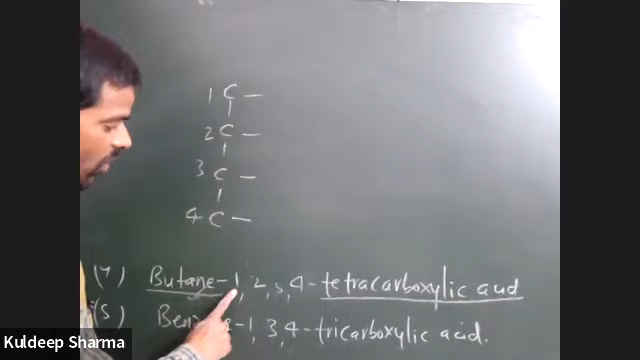 1 C —
2 C —
3 C —
4 C —
(4) Butane-1,2,3,4-tetracarboxylic acid
(5) -1,3,4-tricarboxylic acid.
Kuldeep Sharma